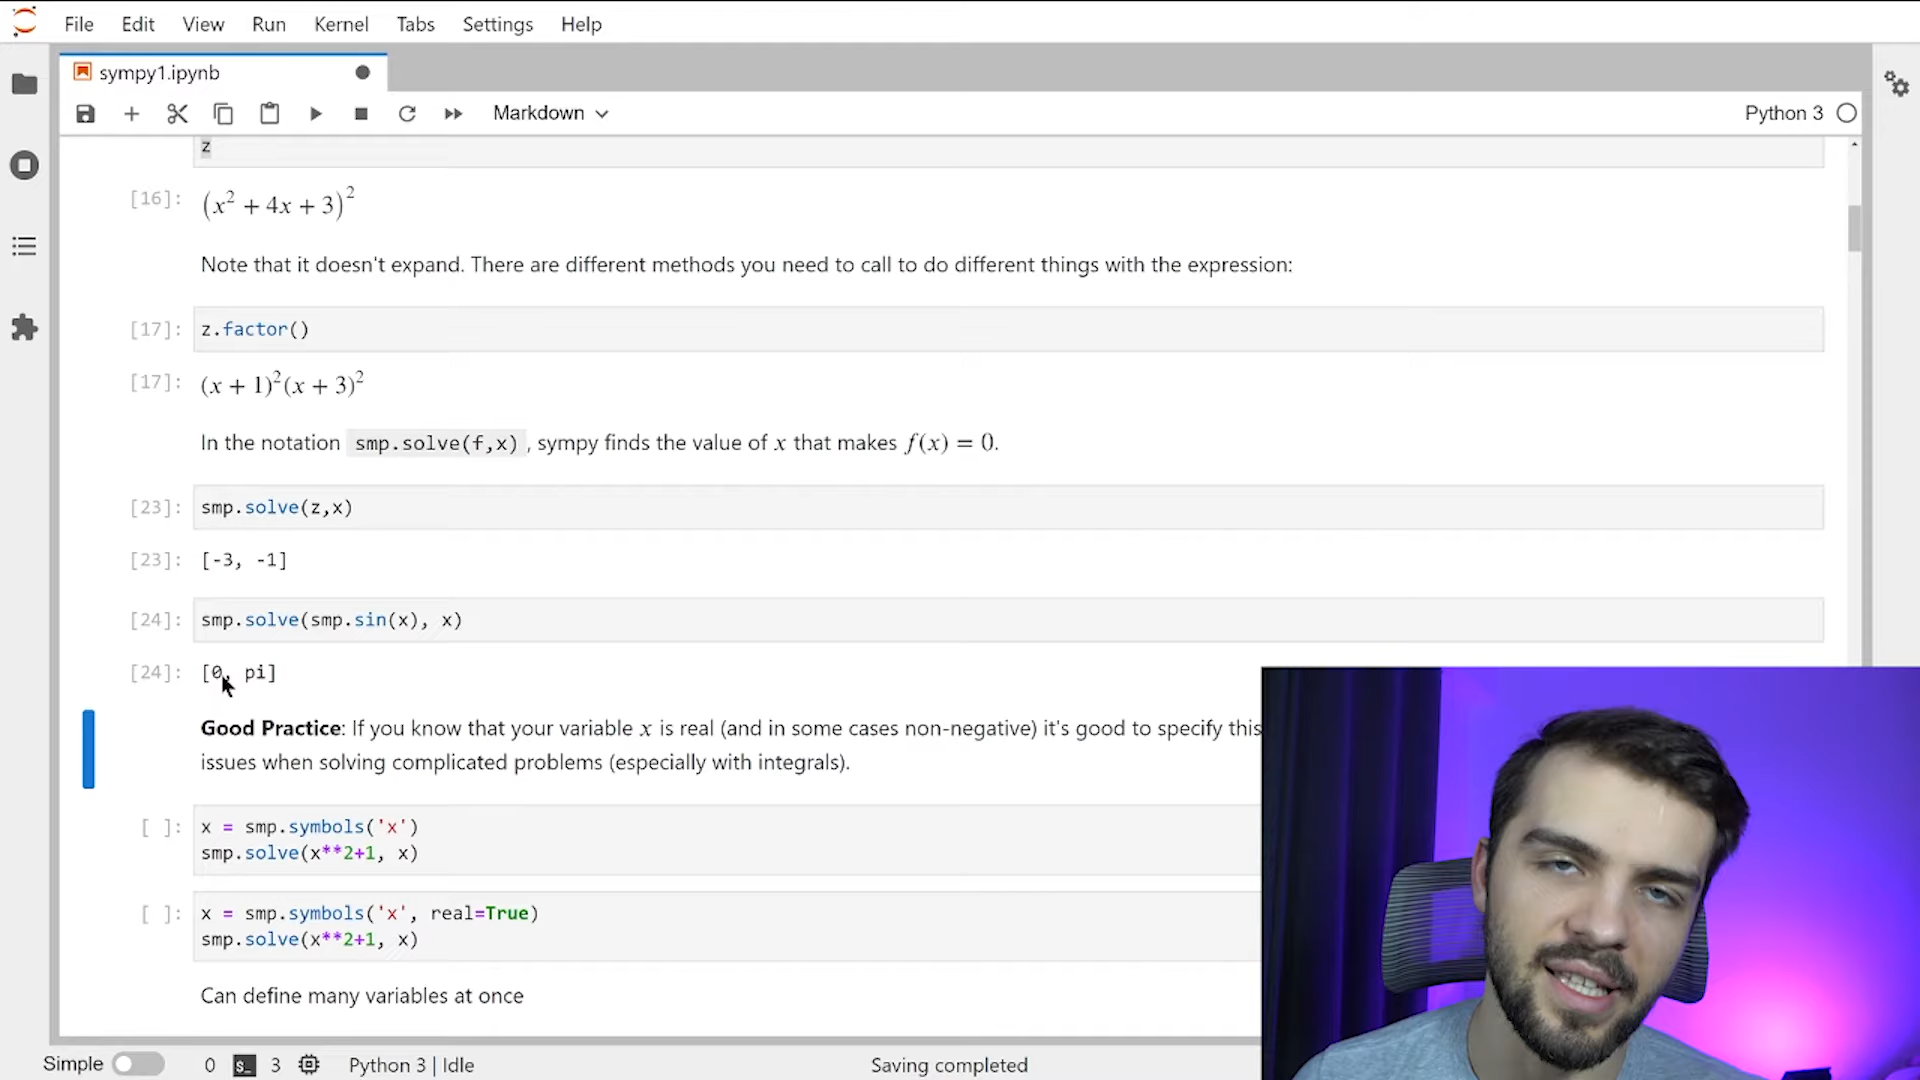 File Edit View Run Kernel Tabs Settings Help
sympy1.ipynb
Markdown
Python 3
z
[16]: (x² + 4x + 3)²
Note that it doesn't expand. There are different methods you need to call to do different things with the expression:
[17]: z.factor()
[17]: (x + 1)²(x + 3)²
In the notation smp.solve(f,x), sympy finds the value of x that makes f(x) = 0.
[23]: smp.solve(z,x)
[23]: [-3, -1]
[24]: smp.solve(smp.sin(x), x)
[24]: [0, pi]
Good Practice: If you know that your variable x is real (and in some cases non-negative) it's good to specify this
issues when solving complicated problems (especially with integrals).
[ ]: x = smp.symbols('x')
smp.solve(x**2+1, x)
[ ]: x = smp.symbols('x', real=True)
smp.solve(x**2+1, x)
Can define many variables at once
Simple 0 $_ 3 Python 3 | Idle Saving completed